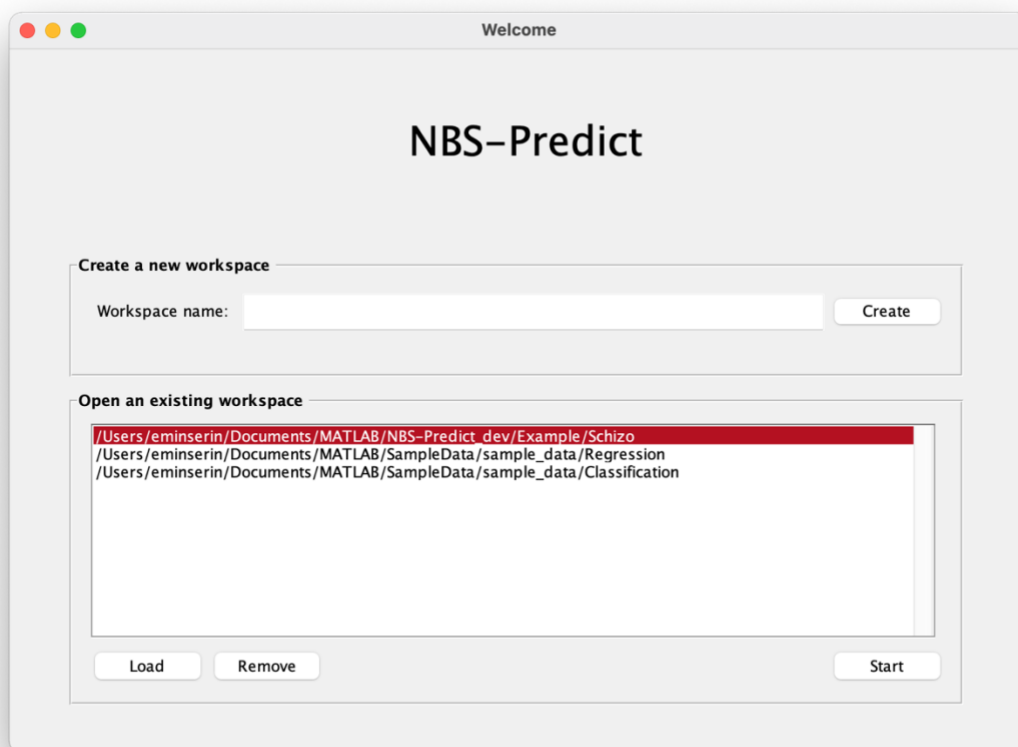 Welcome
NBS-Predict
Create a new workspace
Workspace name:
Create
Open an existing workspace
/Users/eminserin/Documents/MATLAB/NBS-Predict_dev/Example/Schizo
/Users/eminserin/Documents/MATLAB/SampleData/sample_data/Regression
/Users/eminserin/Documents/MATLAB/SampleData/sample_data/Classification
Load Remove Start